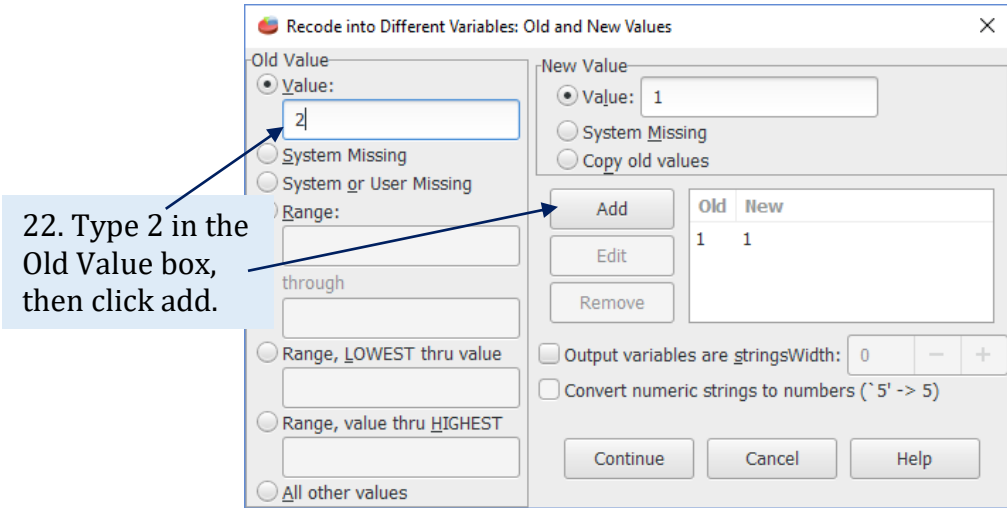 Recode into Different Variables: Old and New Values
Old Value
Value:
2
System Missing
System or User Missing
Range:
through
Range, LOWEST thru value
Range, value thru HIGHEST
All other values
New Value
Value: 1
System Missing
Copy old values
Add
Edit
Remove
Old New
1 1
Output variables are stringsWidth: 0
Convert numeric strings to numbers (`5' -> 5)
Continue Cancel Help
22. Type 2 in the
Old Value box,
then click add.